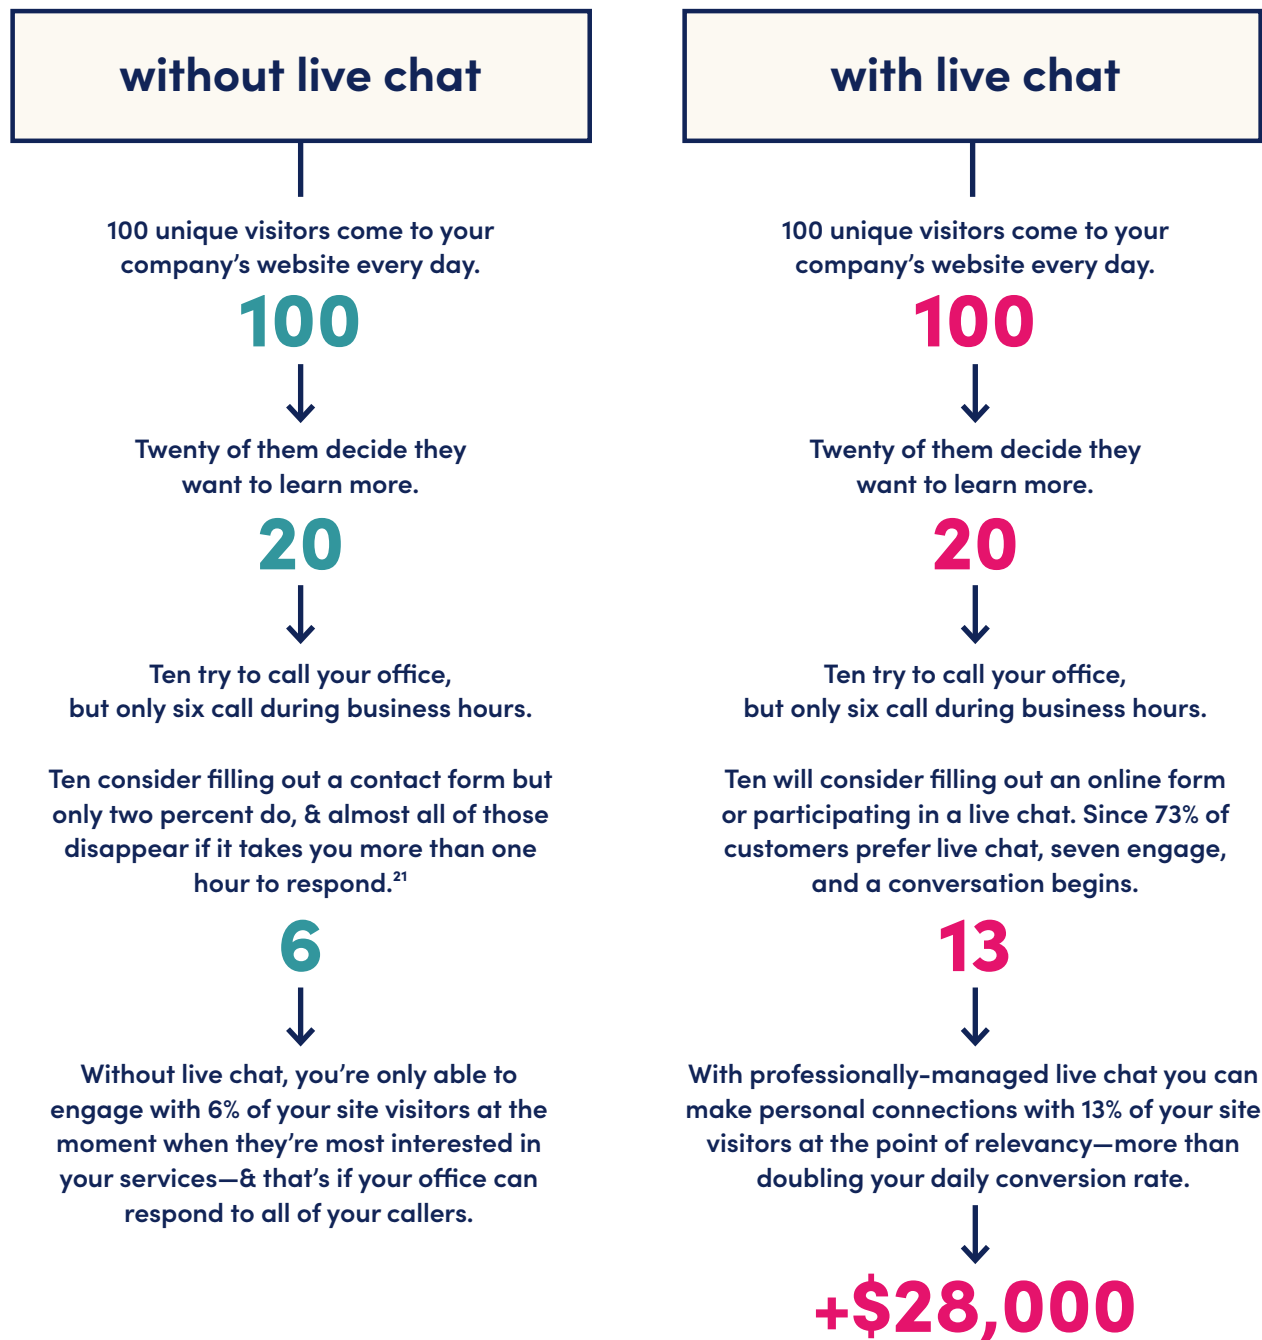 without live chat
100 unique visitors come to your
company’s website every day.
100
Twenty of them decide they
want to learn more.
20
Ten try to call your office,
but only six call during business hours.
Ten consider filling out a contact form but
only two percent do, & almost all of those
disappear if it takes you more than one
hour to respond.²¹
6
Without live chat, you’re only able to
engage with 6% of your site visitors at the
moment when they’re most interested in
your services—& that’s if your office can
respond to all of your callers.
with live chat
100 unique visitors come to your
company’s website every day.
100
Twenty of them decide they
want to learn more.
20
Ten try to call your office,
but only six call during business hours.
Ten will consider filling out an online form
or participating in a live chat. Since 73% of
customers prefer live chat, seven engage,
and a conversation begins.
13
With professionally-managed live chat you can
make personal connections with 13% of your site
visitors at the point of relevancy—more than
doubling your daily conversion rate.
+$28,000